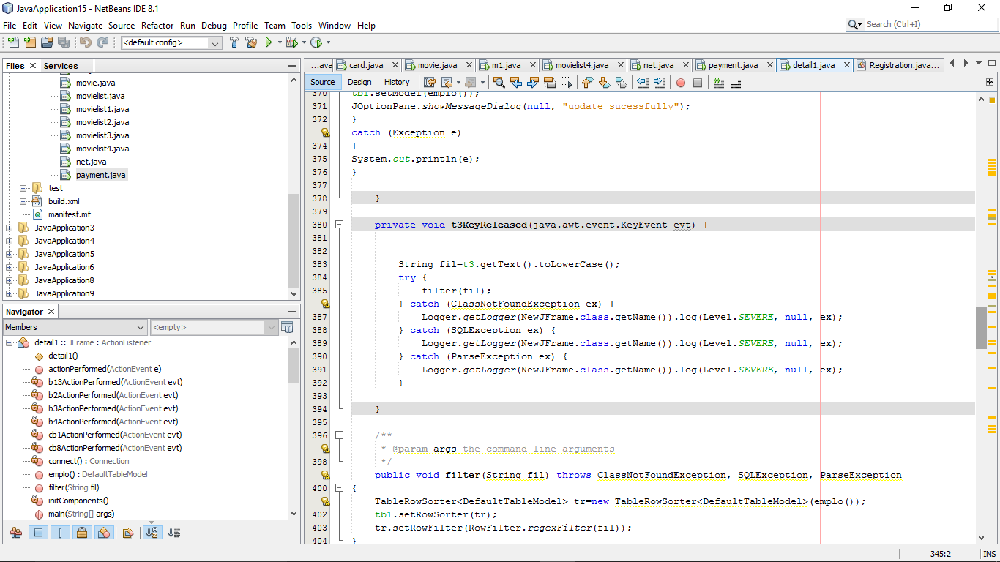 JavaApplication15 - NetBeans IDE 8.1
File Edit View Navigate Source Refactor Run Debug Profile Team Tools Window Help
Search (Ctrl+I)
<default config>
Files Services
movie.java
movielist.java
movielist1.java
movielist2.java
movielist3.java
movielist4.java
net.java
payment.java
test
build.xml
manifest.mf
JavaApplication3
JavaApplication4
JavaApplication5
JavaApplication6
JavaApplication8
JavaApplication9
Navigator
Members <empty>
detail1 :: JFrame : ActionListener
detail1()
actionPerformed(ActionEvent e)
b13ActionPerformed(ActionEvent evt)
b2ActionPerformed(ActionEvent evt)
b3ActionPerformed(ActionEvent evt)
b4ActionPerformed(ActionEvent evt)
cb1ActionPerformed(ActionEvent evt)
cb8ActionPerformed(ActionEvent evt)
connect() : Connection
emplo() : DefaultTableModel
filter(String fil)
initComponents()
main(String[] args)
...ava card.java movie.java m1.java movielist4.java net.java payment.java detail1.java Registration.java...
Source Design History
370 tb1.setModel(emplo());
371 JOptionPane.showMessageDialog(null, "update sucessfully");
372 }
catch (Exception e)
374 {
375 System.out.println(e);
376 }
377
378 }
379
380 private void t3KeyReleased(java.awt.event.KeyEvent evt) {
381
382
383 String fil=t3.getText().toLowerCase();
384 try {
385 filter(fil);
} catch (ClassNotFoundException ex) {
387 Logger.getLogger(NewJFrame.class.getName()).log(Level.SEVERE, null, ex);
388 } catch (SQLException ex) {
389 Logger.getLogger(NewJFrame.class.getName()).log(Level.SEVERE, null, ex);
390 } catch (ParseException ex) {
391 Logger.getLogger(NewJFrame.class.getName()).log(Level.SEVERE, null, ex);
392 }
393
394 }
395
396 /**
* @param args the command line arguments
398 */
public void filter(String fil) throws ClassNotFoundException, SQLException, ParseException
400 {
TableRowSorter<DefaultTableModel> tr=new TableRowSorter<DefaultTableModel>(emplo());
402 tb1.setRowSorter(tr);
403 tr.setRowFilter(RowFilter.regexFilter(fil));
404 }
345:2 INS